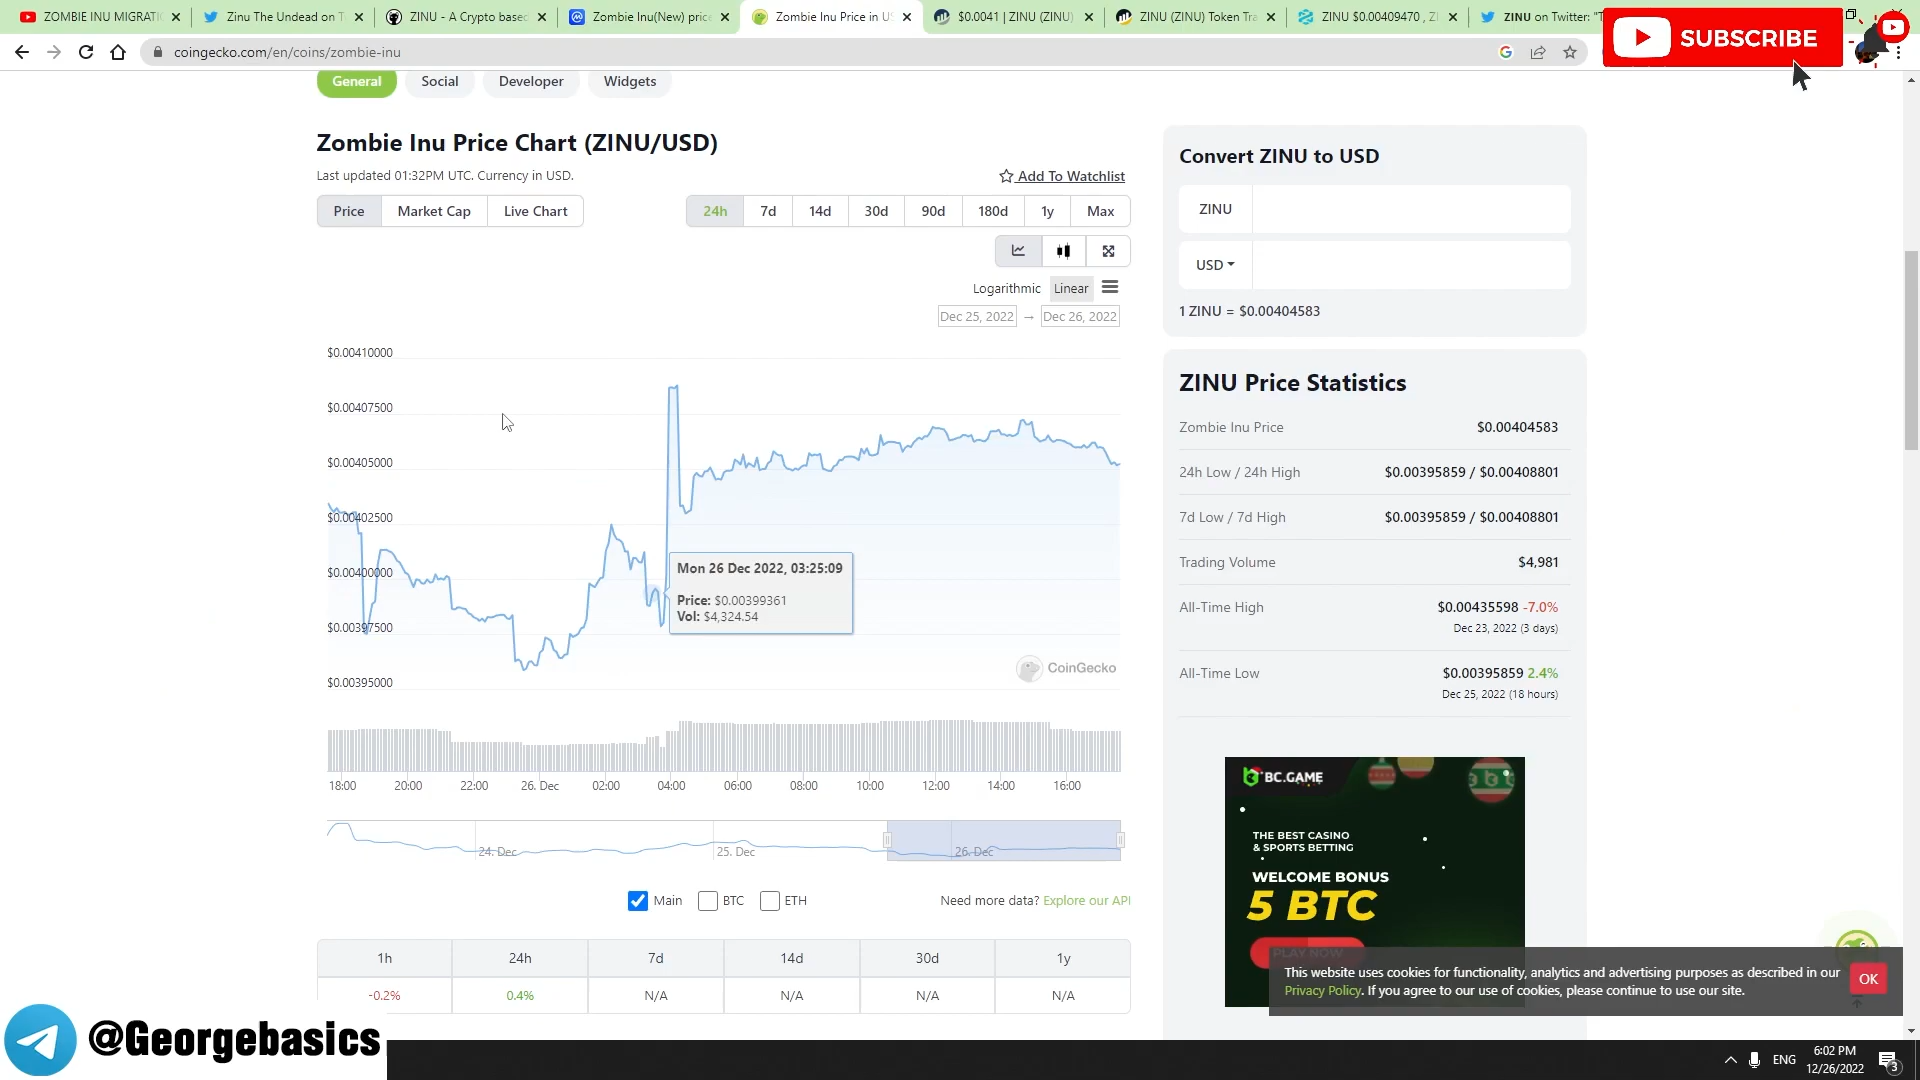 ZOMBIE INU MIGRATI
Zinu The Undead on T
ZINU - A Crypto based
Zombie Inu(New) price
Zombie Inu Price in US
$0.0041 | ZINU (ZINU)
ZINU (ZINU) Token Tra
ZINU $0.00409470 , Z
ZINU on Twitter: "T
SUBSCRIBE
coingecko.com/en/coins/zombie-inu
General
Social
Developer
Widgets
Zombie Inu Price Chart (ZINU/USD)
Last updated 01:32PM UTC. Currency in USD.
Add To Watchlist
Price
Market Cap
Live Chart
24h
7d
14d
30d
90d
180d
1y
Max
Logarithmic
Linear
Dec 25, 2022 → Dec 26, 2022
$0.00410000
$0.00407500
$0.00405000
$0.00402500
$0.00400000
$0.00397500
$0.00395000
Mon 26 Dec 2022, 03:25:09
Price: $0.00399361
Vol: $4,324.54
CoinGecko
18:00
20:00
22:00
26. Dec
02:00
04:00
06:00
08:00
10:00
12:00
14:00
16:00
24. Dec
25. Dec
26. Dec
Main
BTC
ETH
Need more data? Explore our API
1h
24h
7d
14d
30d
1y
-0.2%
0.4%
N/A
N/A
N/A
N/A
Convert ZINU to USD
ZINU
USD
1 ZINU = $0.00404583
ZINU Price Statistics
Zombie Inu Price
$0.00404583
24h Low / 24h High
$0.00395859 / $0.00408801
7d Low / 7d High
$0.00395859 / $0.00408801
Trading Volume
$4,981
All-Time High
$0.00435598 -7.0%
Dec 23, 2022 (3 days)
All-Time Low
$0.00395859 2.4%
Dec 25, 2022 (18 hours)
BC.GAME
THE BEST CASINO
& SPORTS BETTING
WELCOME BONUS
5 BTC
PLAY NOW
This website uses cookies for functionality, analytics and advertising purposes as described in our
Privacy Policy. If you agree to our use of cookies, please continue to use our site.
OK
@Georgebasics
ENG
6:02 PM
12/26/2022
3